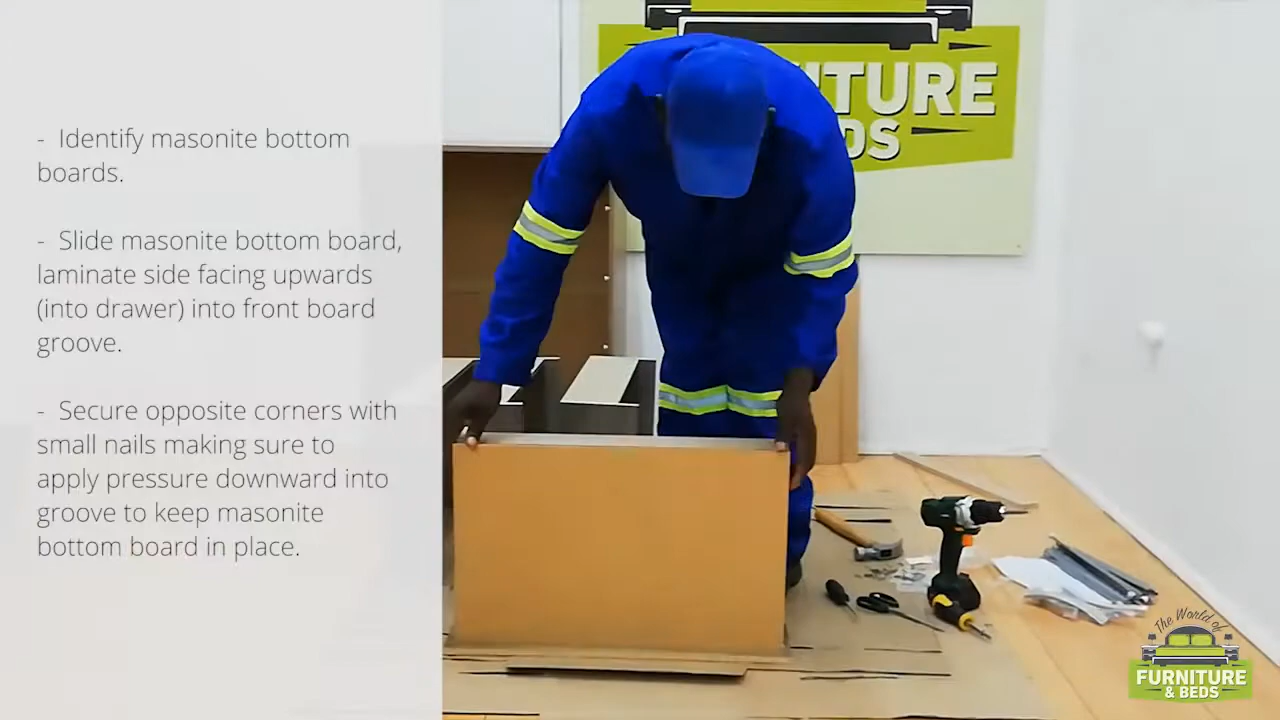 - Identify masonite bottom
boards.
- Slide masonite bottom board,
laminate side facing upwards
(into drawer) into front board
groove.
- Secure opposite corners with
small nails making sure to
apply pressure downward into
groove to keep masonite
bottom board in place.
The World of
FURNITURE
& BEDS